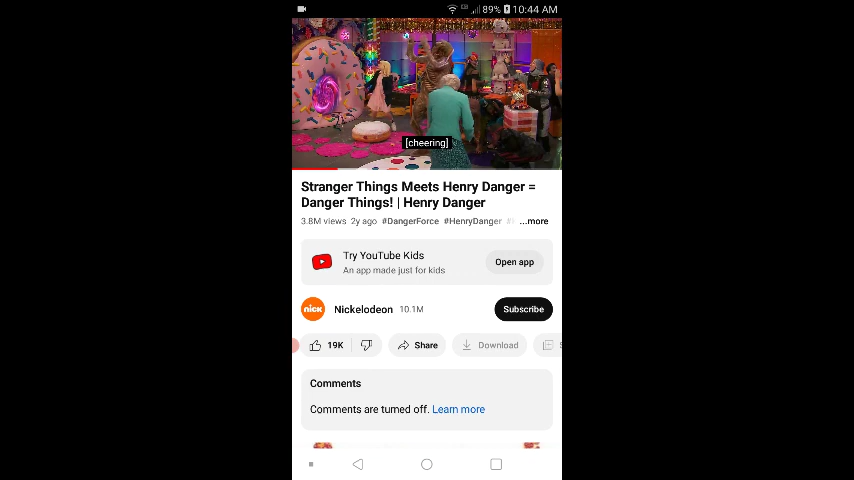 89% 10:44 AM
[cheering]
Stranger Things Meets Henry Danger =
Danger Things! | Henry Danger
3.8M views 2y ago #DangerForce #HenryDanger # ...more
Try YouTube Kids
An app made just for kids
Open app
nick Nickelodeon 10.1M Subscribe
19K Share Download
Comments
Comments are turned off. Learn more